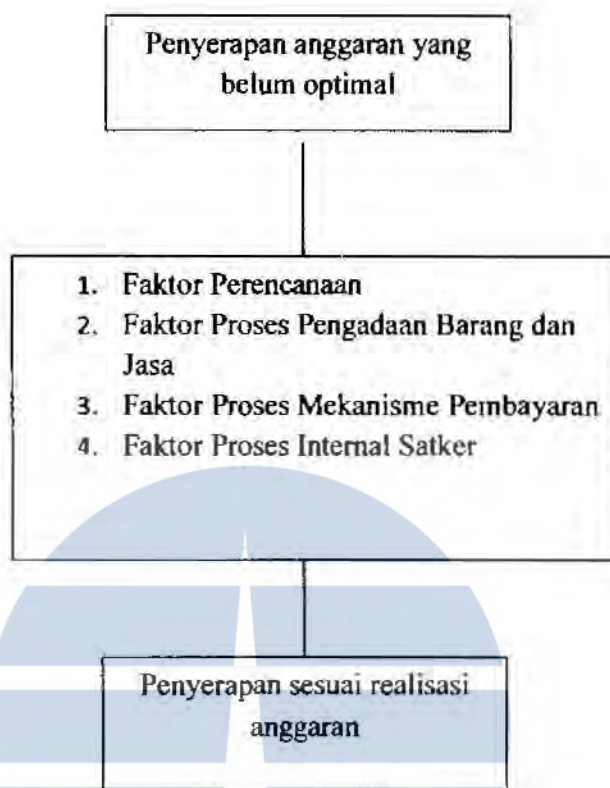 Penyerapan anggaran yang
belum optimal
1. Faktor Perencanaan
2. Faktor Proses Pengadaan Barang dan
Jasa
3. Faktor Proses Mekanisme Pembayaran
4. Faktor Proses Internal Satker
Penyerapan sesuai realisasi
anggaran